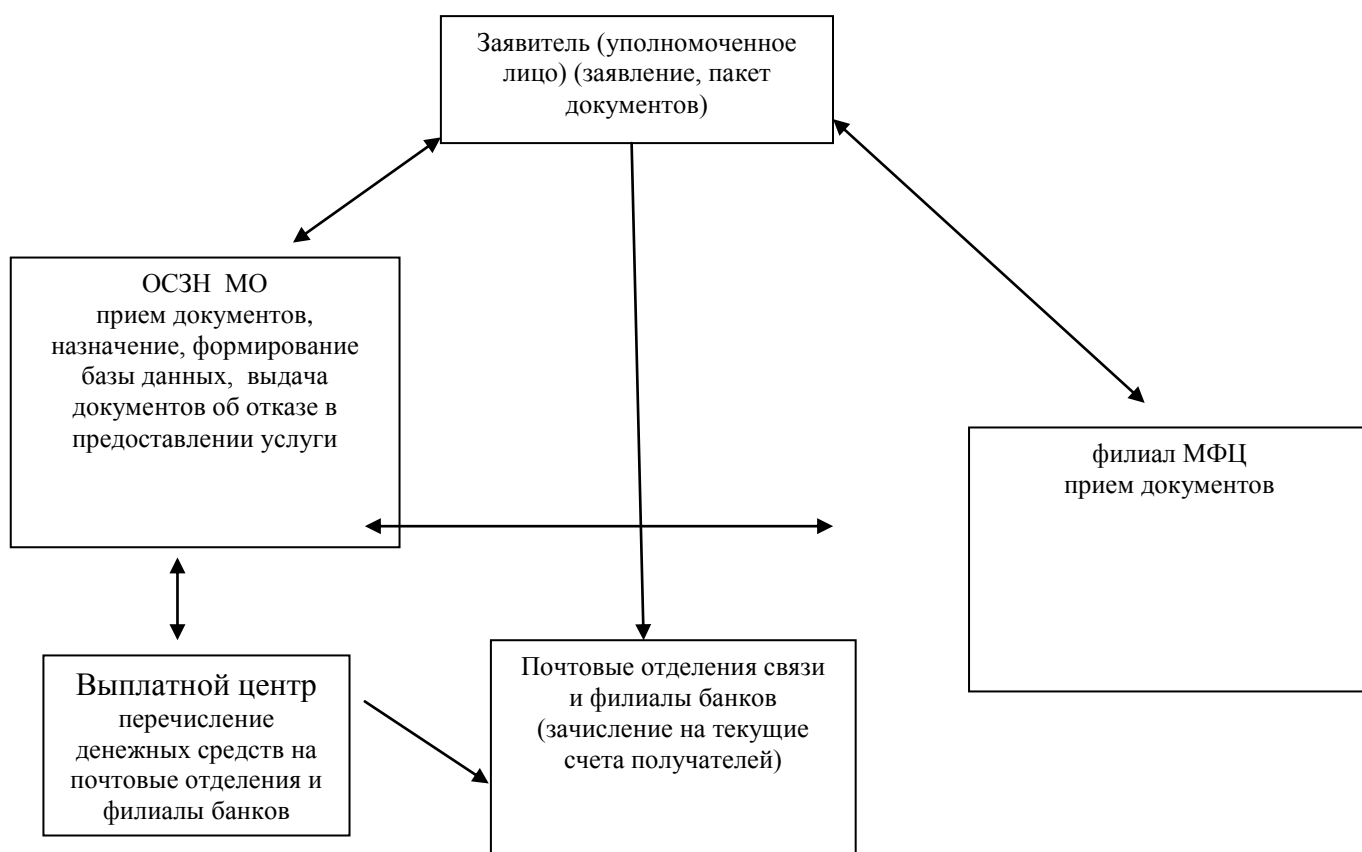 Заявитель (уполномоченное
лицо) (заявление, пакет
документов)
ОСЗН МО
прием документов,
назначение, формирование
базы данных, выдача
документов об отказе в
предоставлении услуги
филиал МФЦ
прием документов
Выплатной центр
перечисление
денежных средств на
почтовые отделения и
филиалы банков
Почтовые отделения связи
и филиалы банков
(зачисление на текущие
счета получателей)